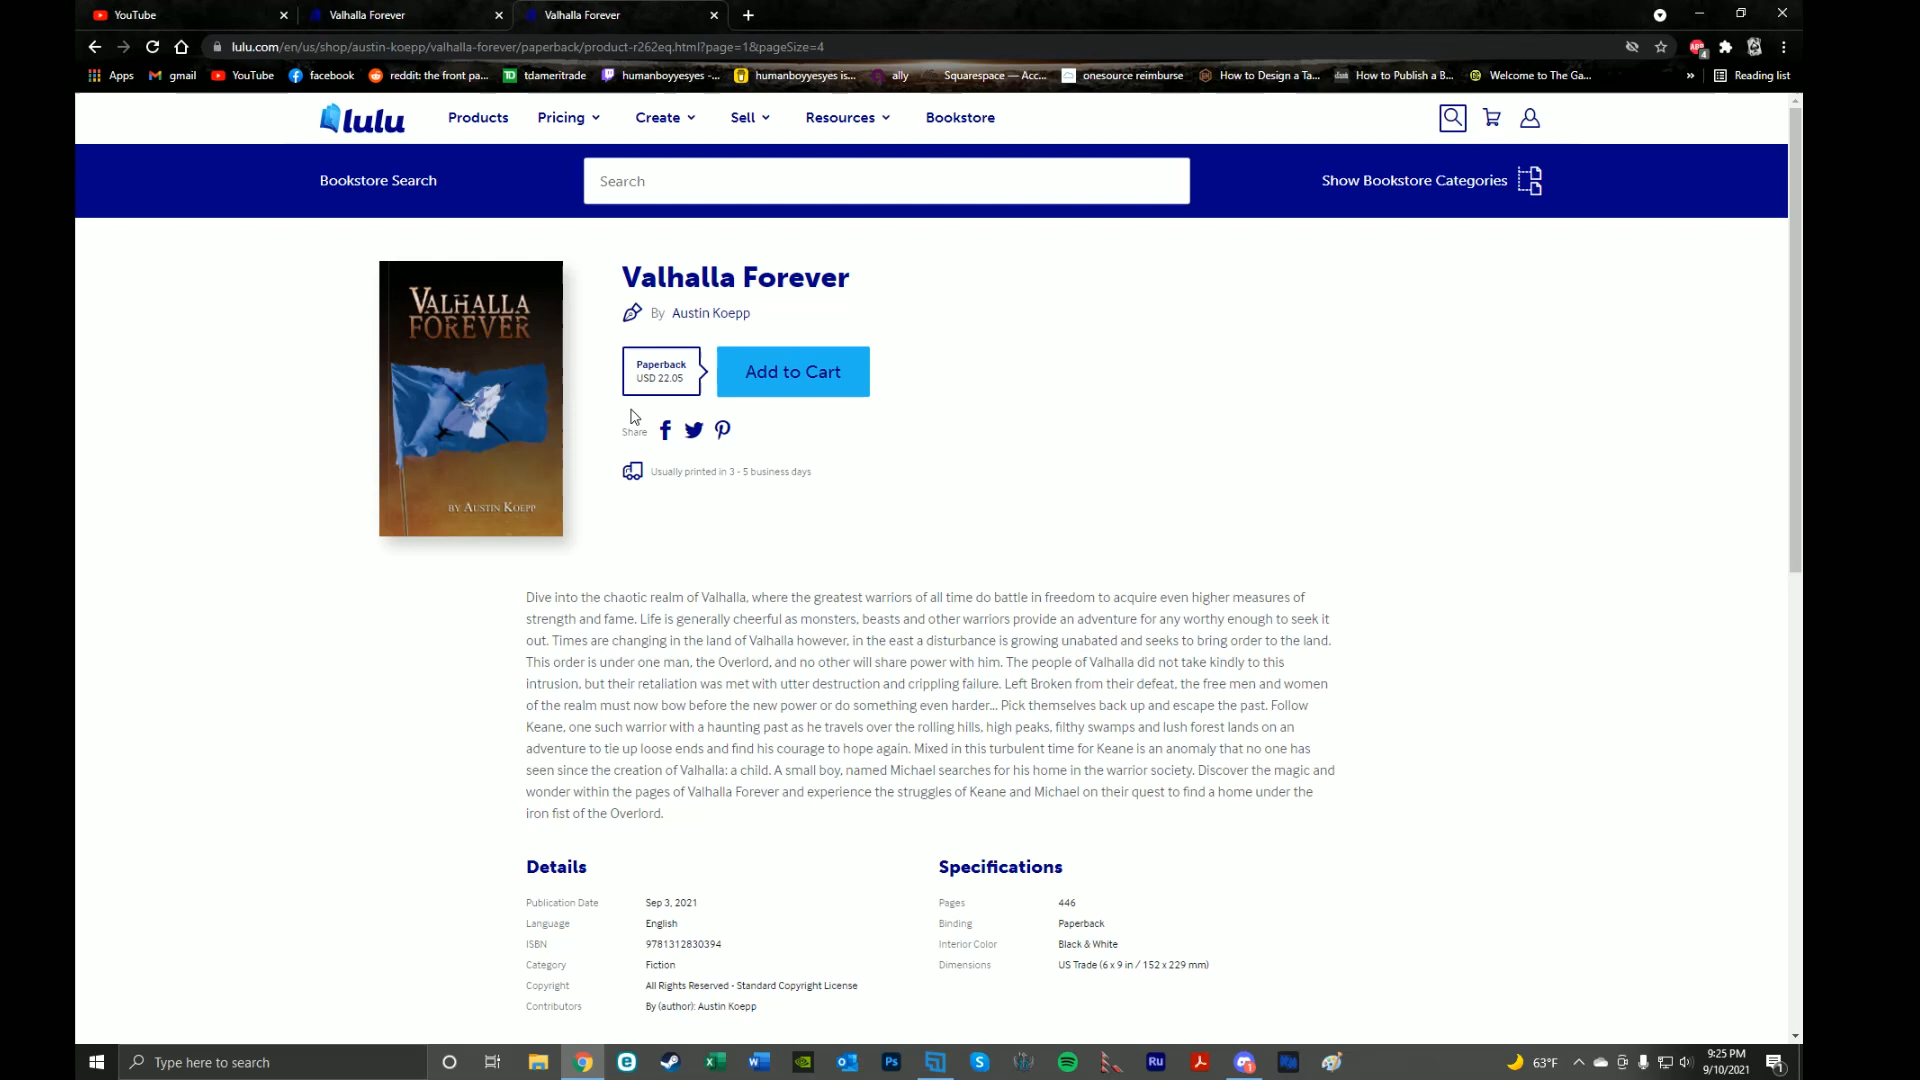 YouTube
Valhalla Forever
Valhalla Forever
lulu.com/en/us/shop/austin-koepp/valhalla-forever/paperback/product-r262eq.html?page=1&pageSize=4
Apps
gmail
YouTube
facebook
reddit: the front pa...
tdameritrade
humanboyyesyes -...
humanboyyesyes is...
ally
Squarespace — Acc...
onesource reimburse
How to Design a Ta...
How to Publish a B...
Welcome to The Ga...
»
Reading list
lulu
Products
Pricing
Create
Sell
Resources
Bookstore
Bookstore Search
Search
Show Bookstore Categories
VALHALLA
FOREVER
BY AUSTIN KOEPP
Valhalla Forever
By Austin Koepp
Paperback
USD 22.05
Add to Cart
Share
Usually printed in 3 - 5 business days
Dive into the chaotic realm of Valhalla, where the greatest warriors of all time do battle in freedom to acquire even higher measures of
strength and fame. Life is generally cheerful as monsters, beasts and other warriors provide an adventure for any worthy enough to seek it
out. Times are changing in the land of Valhalla however, in the east a disturbance is growing unabated and seeks to bring order to the land.
This order is under one man, the Overlord, and no other will share power with him. The people of Valhalla did not take kindly to this
intrusion, but their retaliation was met with utter destruction and crippling failure. Left Broken from their defeat, the free men and women
of the realm must now bow before the new power or do something even harder... Pick themselves back up and escape the past. Follow
Keane, one such warrior with a haunting past as he travels over the rolling hills, high peaks, filthy swamps and lush forest lands on an
adventure to tie up loose ends and find his courage to hope again. Mixed in this turbulent time for Keane is an anomaly that no one has
seen since the creation of Valhalla: a child. A small boy, named Michael searches for his home in the warrior society. Discover the magic and
wonder within the pages of Valhalla Forever and experience the struggles of Keane and Michael on their quest to find a home under the
iron fist of the Overlord.
Details
Publication Date Sep 3, 2021
Language English
ISBN 9781312830394
Category Fiction
Copyright All Rights Reserved - Standard Copyright License
Contributors By (author): Austin Koepp
Specifications
Pages 446
Binding Paperback
Interior Color Black & White
Dimensions US Trade (6 x 9 in / 152 x 229 mm)
Type here to search
63°F
9:25 PM
9/10/2021